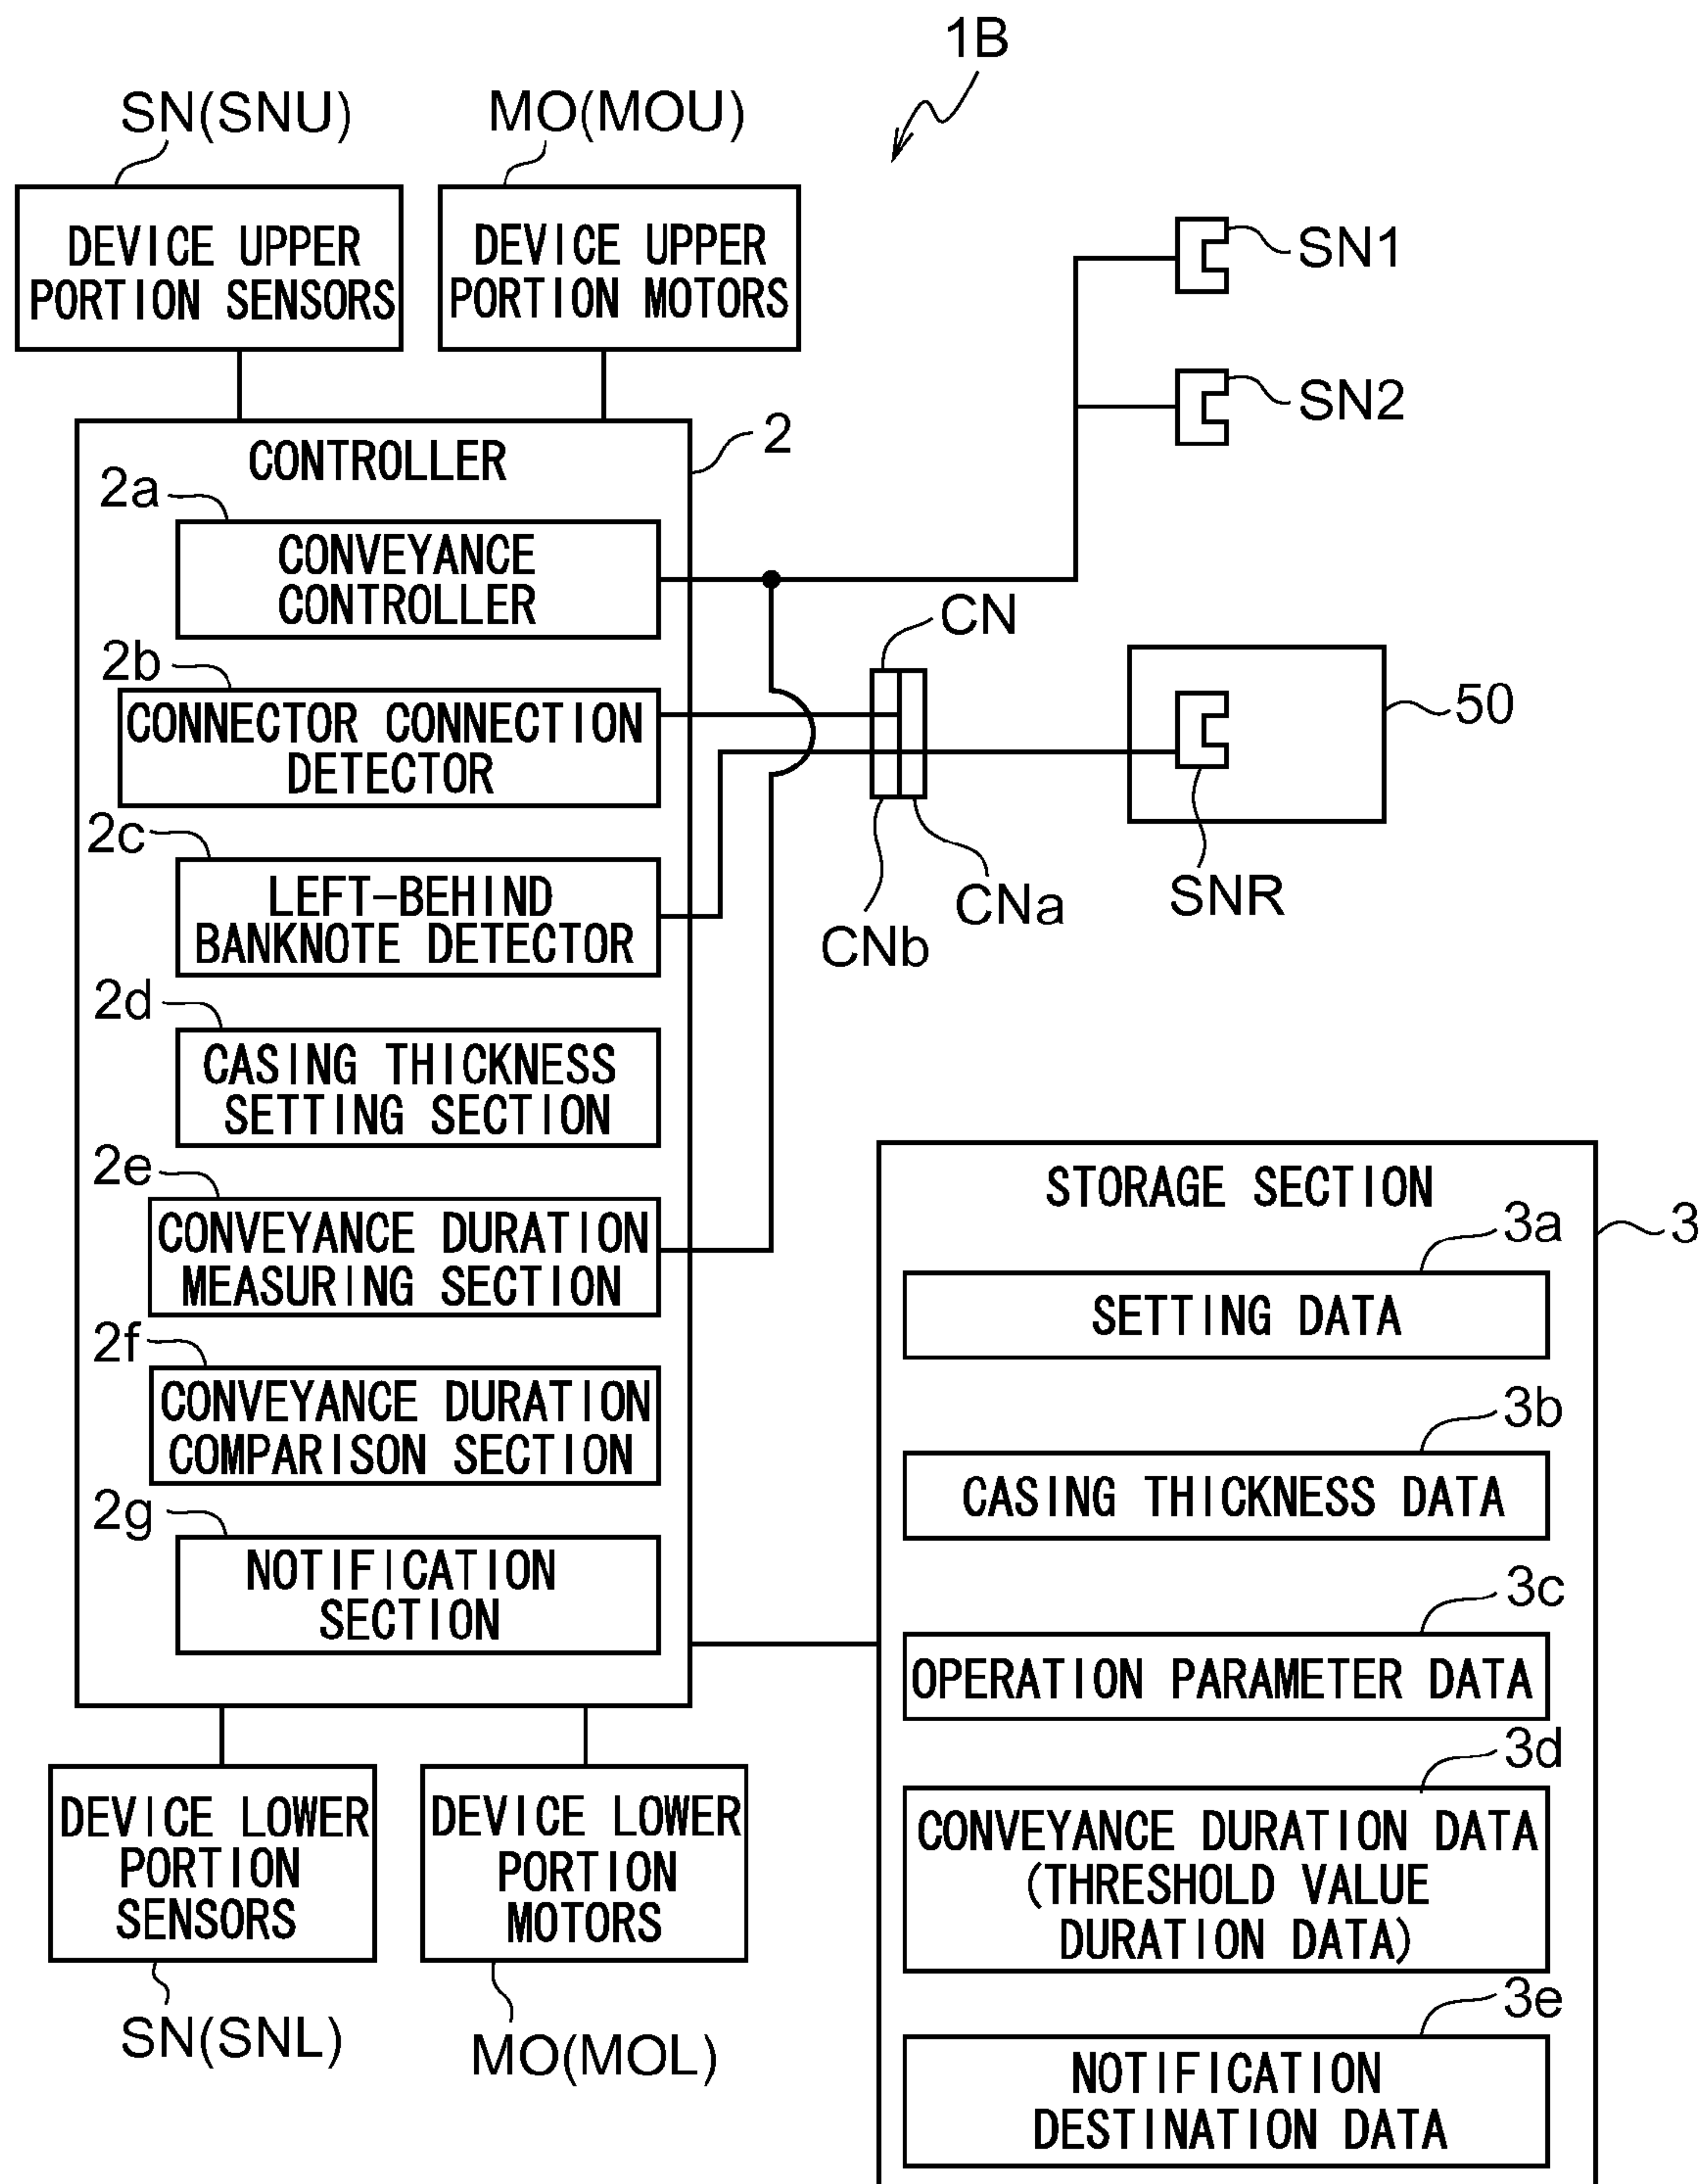 1B
SN(SNU)
MO(MOU)
DEVICE UPPER
PORTION SENSORS
DEVICE UPPER
PORTION MOTORS
SN1
SN2
2
CONTROLLER
2a
CONVEYANCE
CONTROLLER
CN
2b
CONNECTOR CONNECTION
DETECTOR
50
2c
LEFT-BEHIND
BANKNOTE DETECTOR
CNa
CNb
SNR
2d
CASING THICKNESS
SETTING SECTION
2e
CONVEYANCE DURATION
MEASURING SECTION
2f
CONVEYANCE DURATION
COMPARISON SECTION
2g
NOTIFICATION
SECTION
STORAGE SECTION
3
3a
SETTING DATA
3b
CASING THICKNESS DATA
3c
OPERATION PARAMETER DATA
3d
CONVEYANCE DURATION DATA
(THRESHOLD VALUE
DURATION DATA)
3e
NOTIFICATION
DESTINATION DATA
DEVICE LOWER
PORTION
SENSORS
DEVICE LOWER
PORTION
MOTORS
SN(SNL)
MO(MOL)